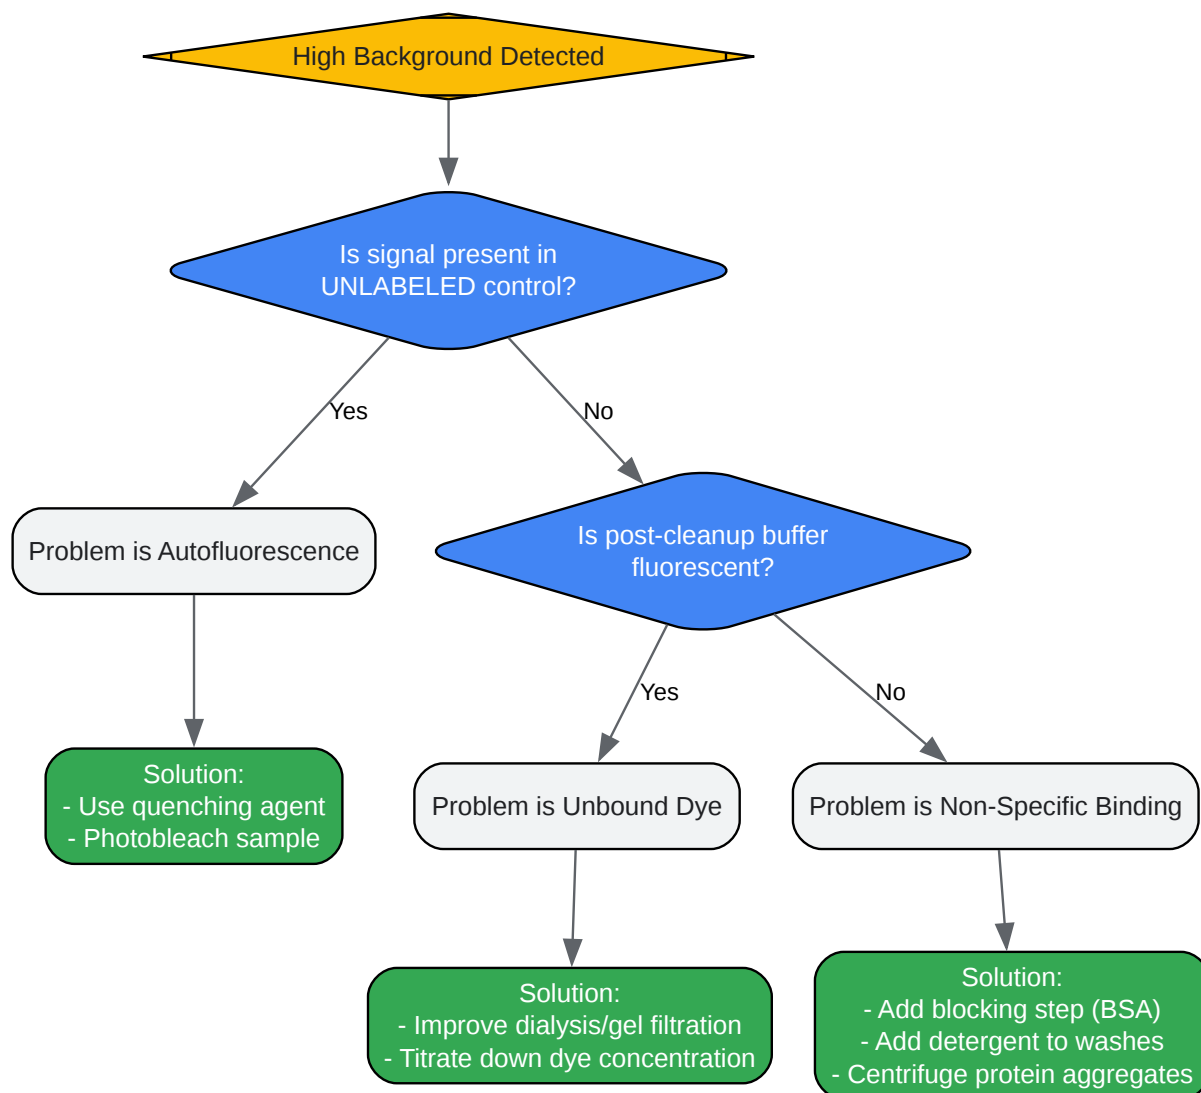 High Background Detected
Is signal present in
UNLABELED control?
Yes
No
Problem is Autofluorescence
Is post-cleanup buffer
fluorescent?
Yes
No
Solution:
- Use quenching agent
- Photobleach sample
Problem is Unbound Dye
Problem is Non-Specific Binding
Solution:
- Improve dialysis/gel filtration
- Titrate down dye concentration
Solution:
- Add blocking step (BSA)
- Add detergent to washes
- Centrifuge protein aggregates